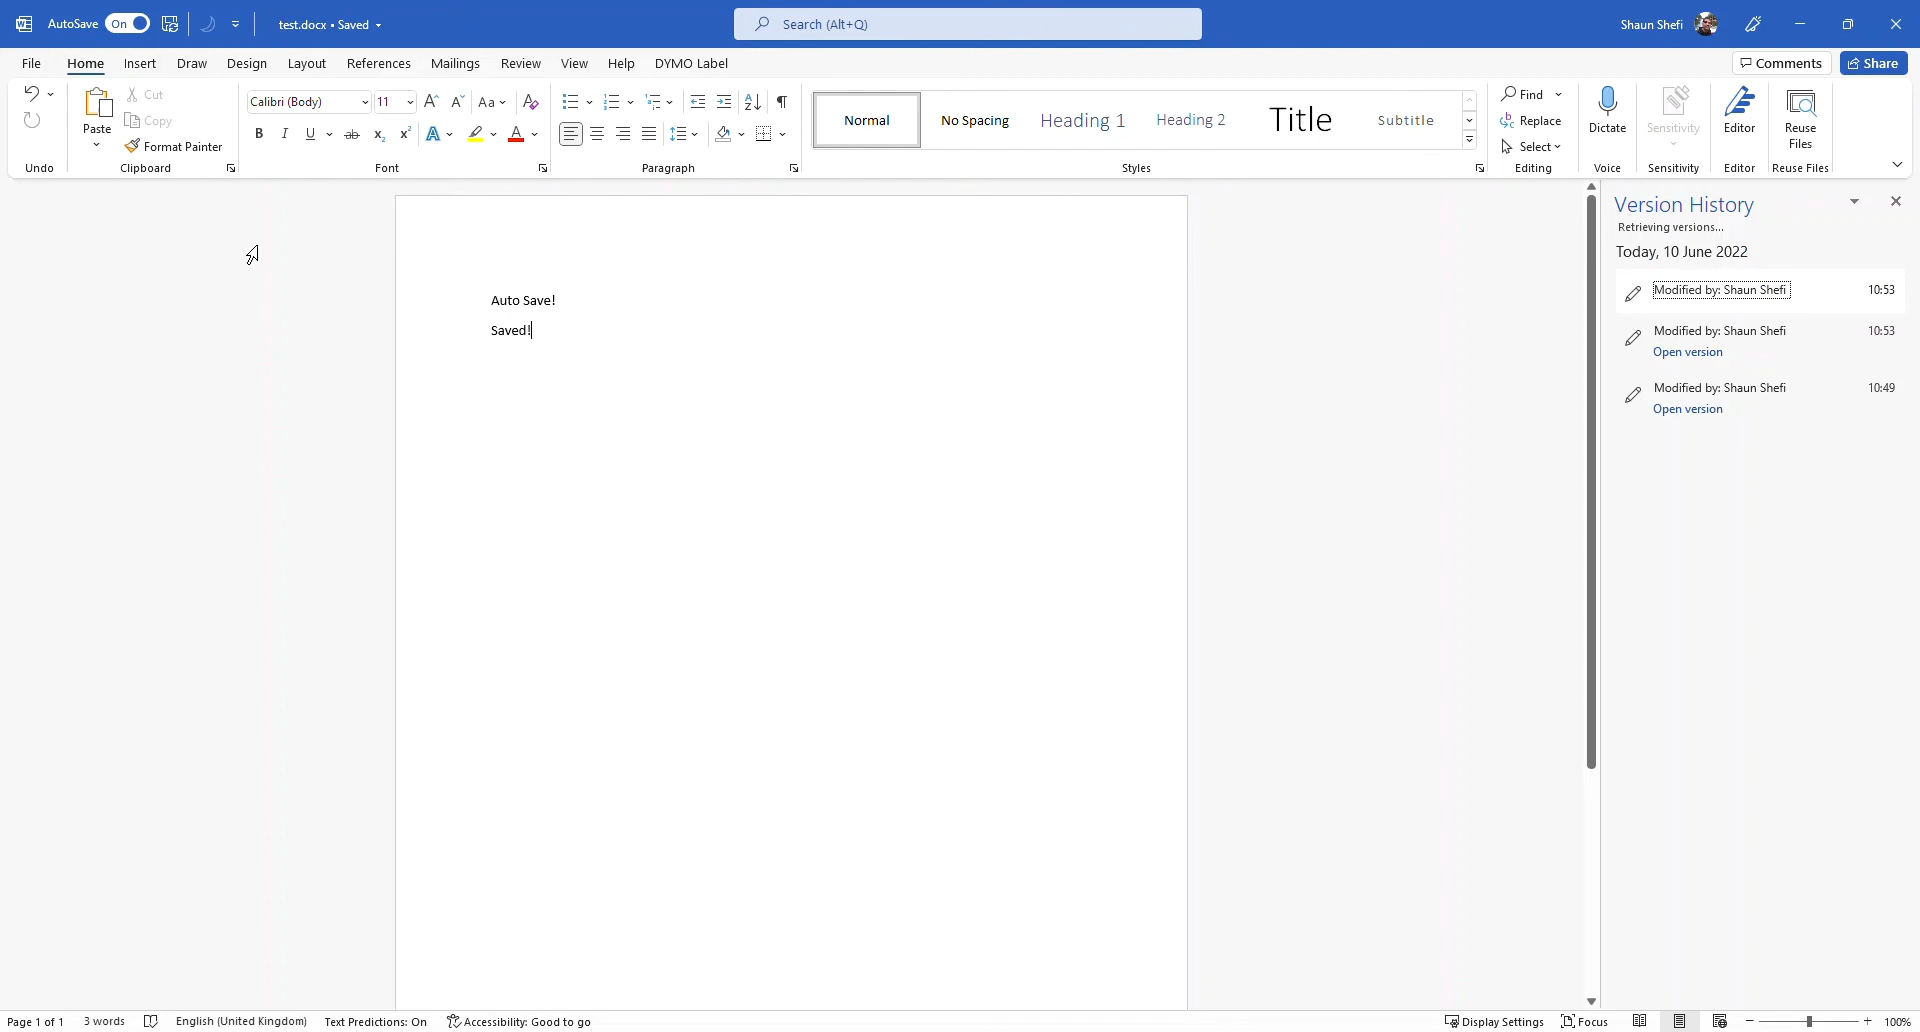 AutoSave On test.docx • Saved Search (Alt+Q) Shaun Shefi
File Home Insert Draw Design Layout References Mailings Review View Help DYMO Label Comments Share
Calibri (Body) 11 Aa
Cut
Copy
Format Painter
Paste
B I U ab x₂ x² A A
Normal No Spacing Heading 1 Heading 2 Title Subtitle
Find
Replace
Select
Dictate Sensitivity Editor Reuse Files
Undo Clipboard Font Paragraph Styles Editing Voice Sensitivity Editor Reuse Files
Auto Save!
Saved!
Version History
Retrieving versions...
Today, 10 June 2022
Modified by: Shaun Shefi 10:53
Modified by: Shaun Shefi 10:53
Open version
Modified by: Shaun Shefi 10:49
Open version
Page 1 of 1 3 words English (United Kingdom) Text Predictions: On Accessibility: Good to go Display Settings Focus 100%